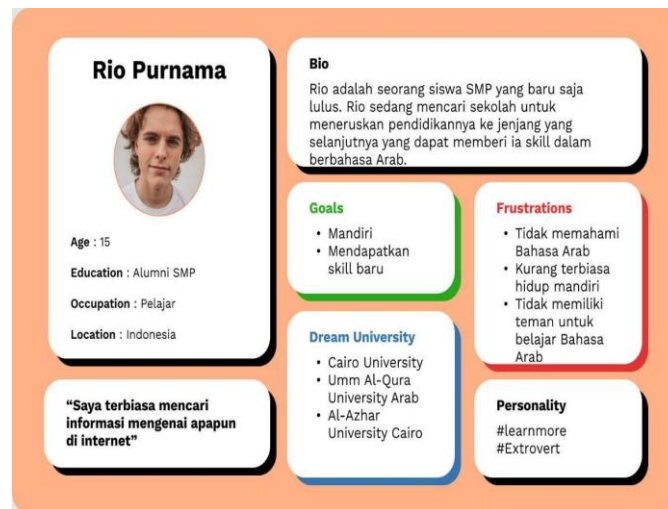 Rio Purnama
Age : 15
Education : Alumni SMP
Occupation : Pelajar
Location : Indonesia
“Saya terbiasa mencari
informasi mengenai apapun
di internet”
Bio
Rio adalah seorang siswa SMP yang baru saja
lulus. Rio sedang mencari sekolah untuk
meneruskan pendidikannya ke jenjang yang
selanjutnya yang dapat memberi ia skill dalam
berbahasa Arab.
Goals
• Mandiri
• Mendapatkan
skill baru
Frustrations
• Tidak memahami
Bahasa Arab
• Kurang terbiasa
hidup mandiri
• Tidak memiliki
teman untuk
belajar Bahasa
Arab
Dream University
• Cairo University
• Umm Al-Qura
University Arab
• Al-Azhar
University Cairo
Personality
#learnmore
#Extrovert